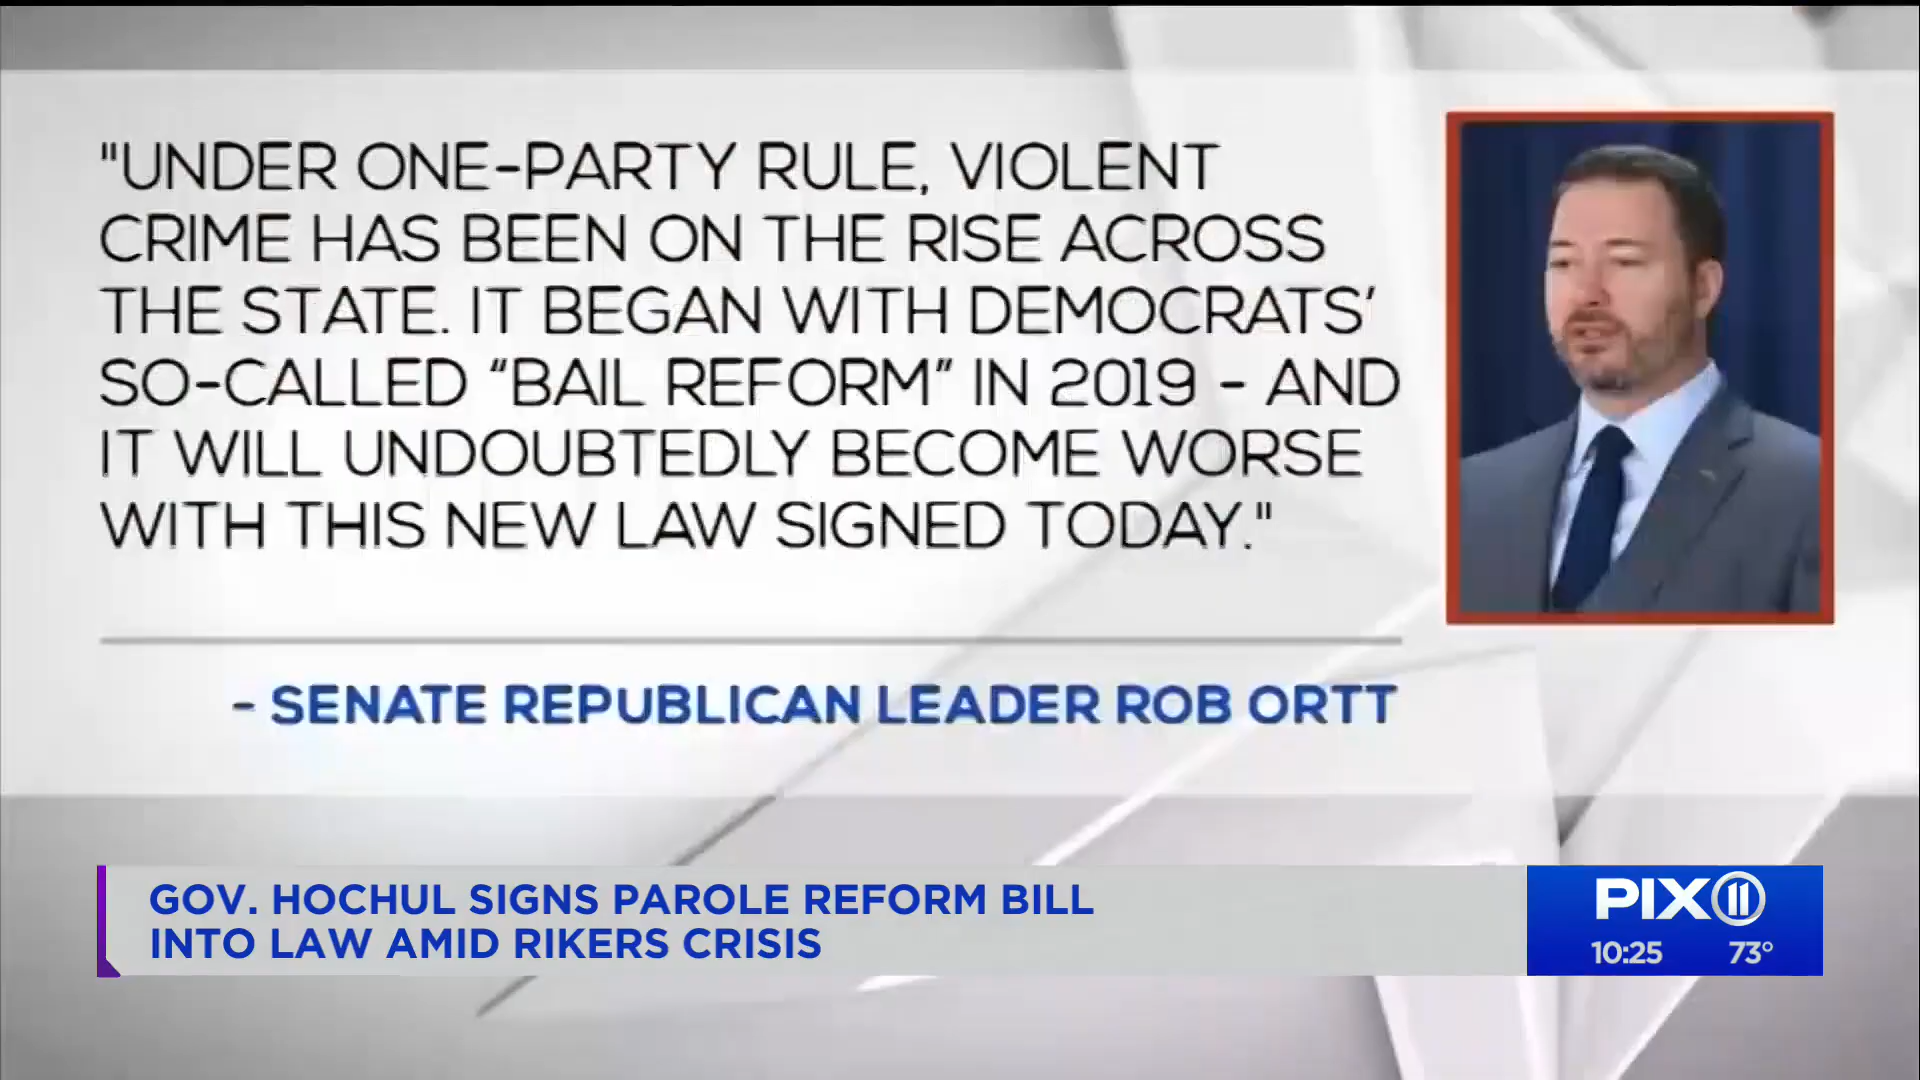 "UNDER ONE-PARTY RULE, VIOLENT
CRIME HAS BEEN ON THE RISE ACROSS
THE STATE. IT BEGAN WITH DEMOCRATS’
SO-CALLED “BAIL REFORM” IN 2019 - AND
IT WILL UNDOUBTEDLY BECOME WORSE
WITH THIS NEW LAW SIGNED TODAY."
- SENATE REPUBLICAN LEADER ROB ORTT
GOV. HOCHUL SIGNS PAROLE REFORM BILL
INTO LAW AMID RIKERS CRISIS
PIX 11
10:25 73°